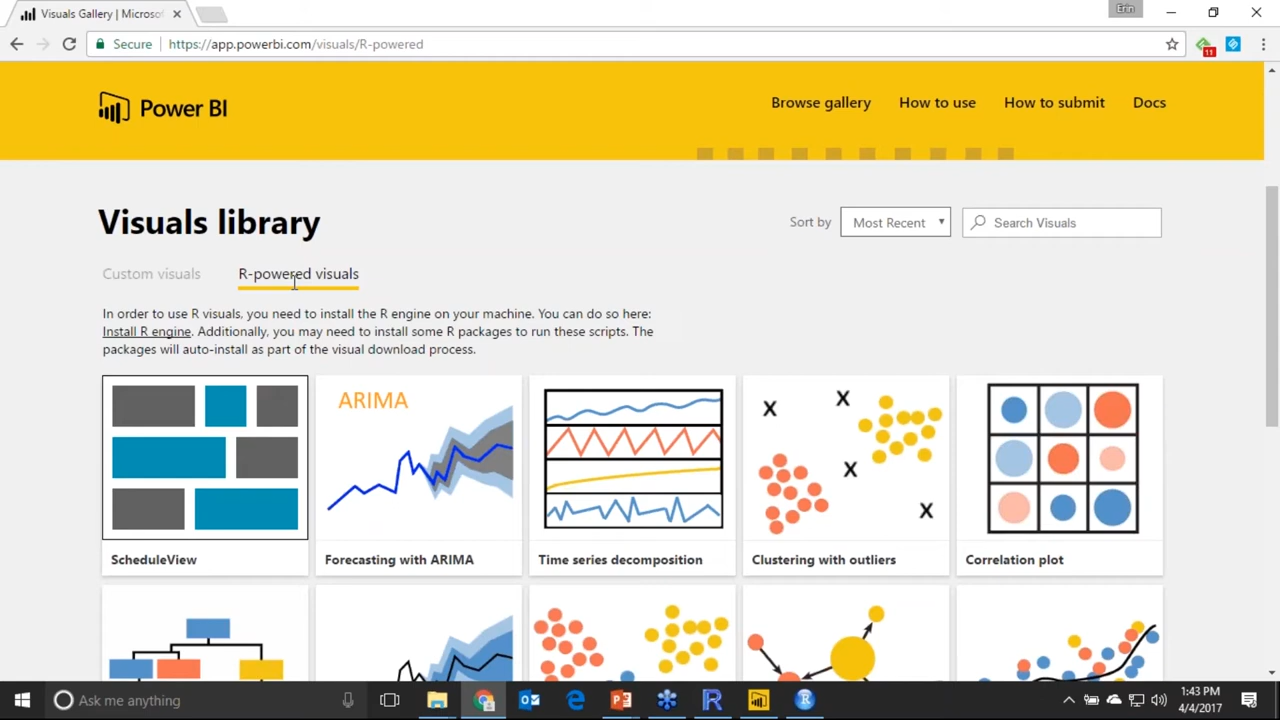 Visuals Gallery | Microso
Erin
Secure
https://app.powerbi.com/visuals/R-powered
11
Power BI
Browse gallery
How to use
How to submit
Docs
Visuals library
Sort by
Most Recent
Search Visuals
Custom visuals
R-powered visuals
In order to use R visuals, you need to install the R engine on your machine. You can do so here:
Install R engine. Additionally, you may need to install some R packages to run these scripts. The
packages will auto-install as part of the visual download process.
ARIMA
X X
X
X
ScheduleView
Forecasting with ARIMA
Time series decomposition
Clustering with outliers
Correlation plot
Ask me anything
1:43 PM
4/4/2017